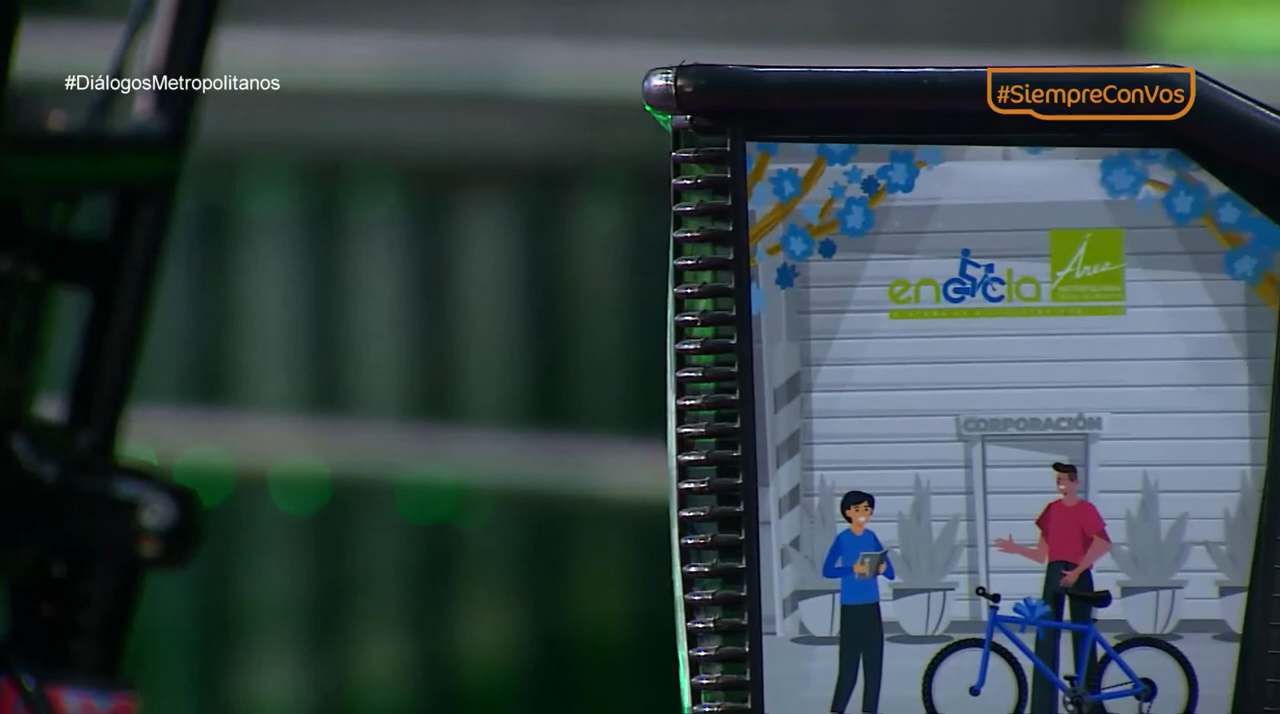 #DiálogosMetropolitanos
#SiempreConVos
encicla
Área
CORPORACIÓN